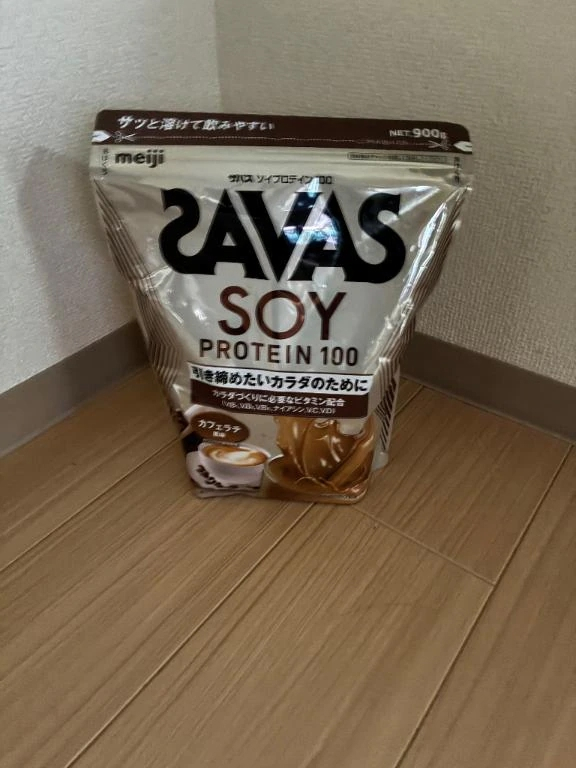 サッと溶けて飲みやすい
NET.900g
meiji
ザバス ソイプロテイン100
SAVAS
SOY
PROTEIN 100
引き締めたいカラダのために
カラダづくりに必要なビタミン配合
カフェラテ
風味